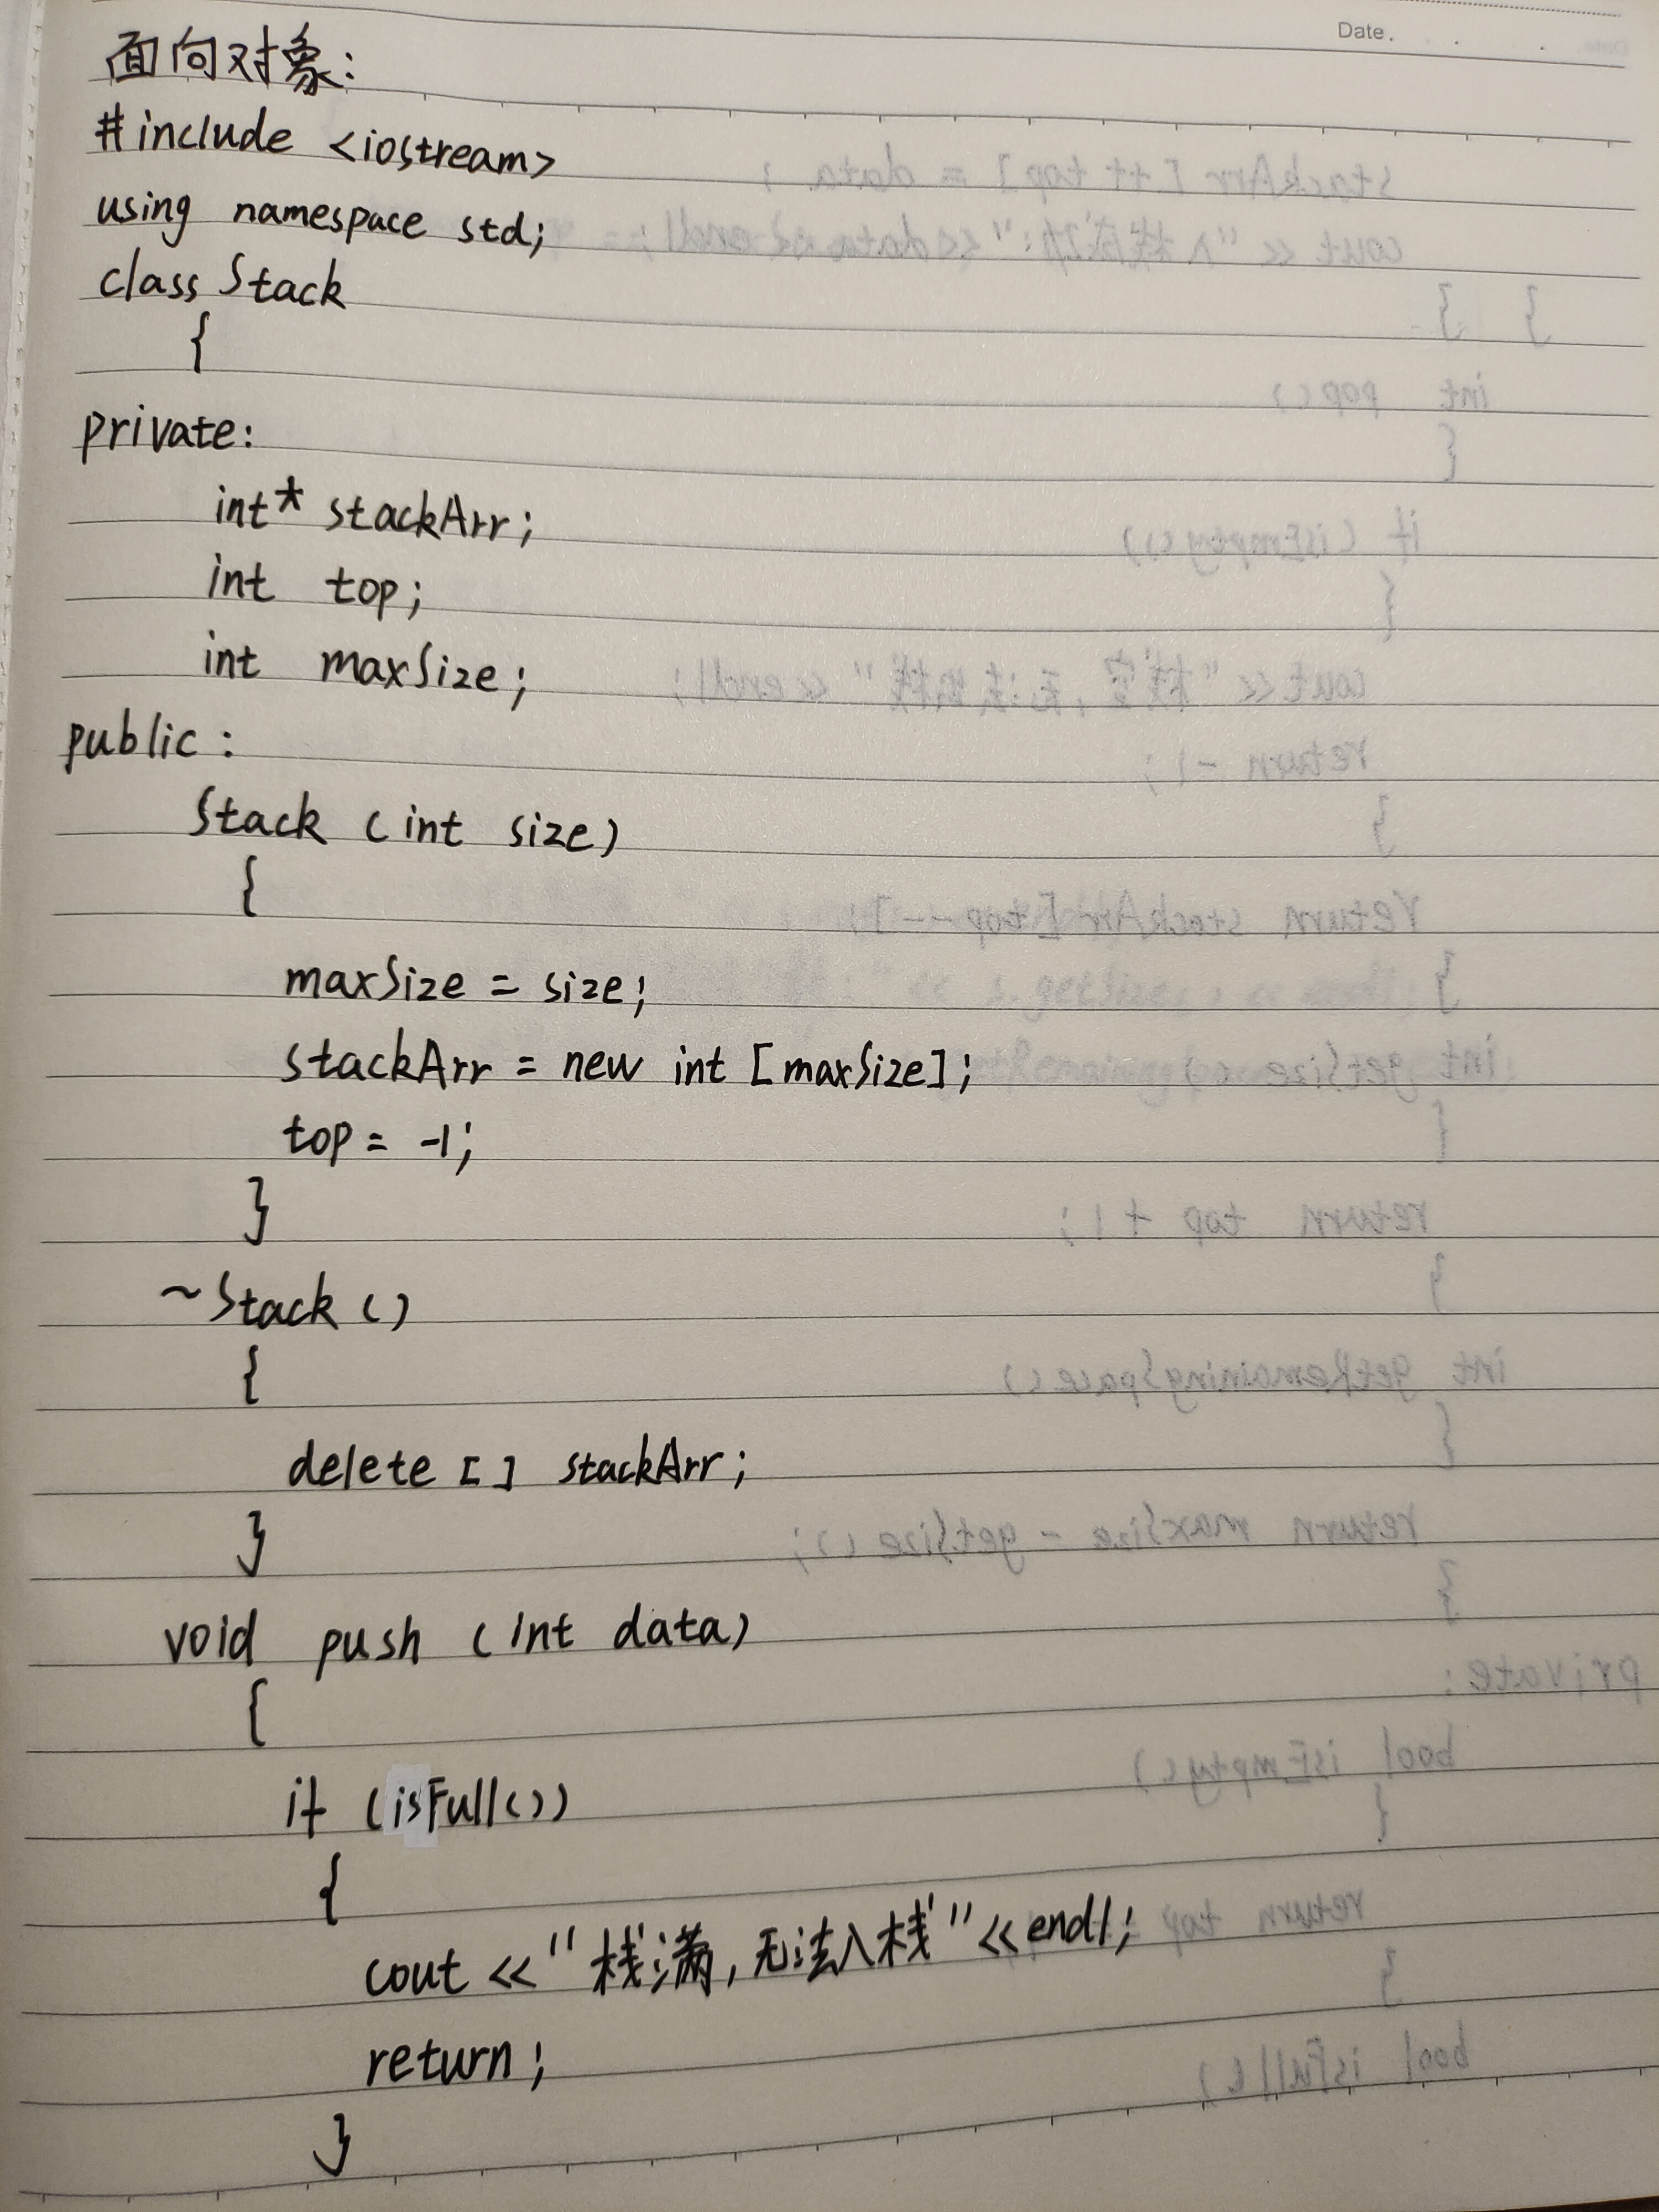 Date.
面向对象:
#include <iostream>
using namespace std;
class Stack
{
private:
int* stackArr;
int top;
int maxSize;
public:
Stack (int size)
{
maxSize = size;
stackArr = new int [maxSize];
top = -1;
}
~Stack ()
{
delete [] stackArr;
}
void push (int data)
{
if (isFull())
{
cout << "栈满,无法入栈" << endl;
return;
}